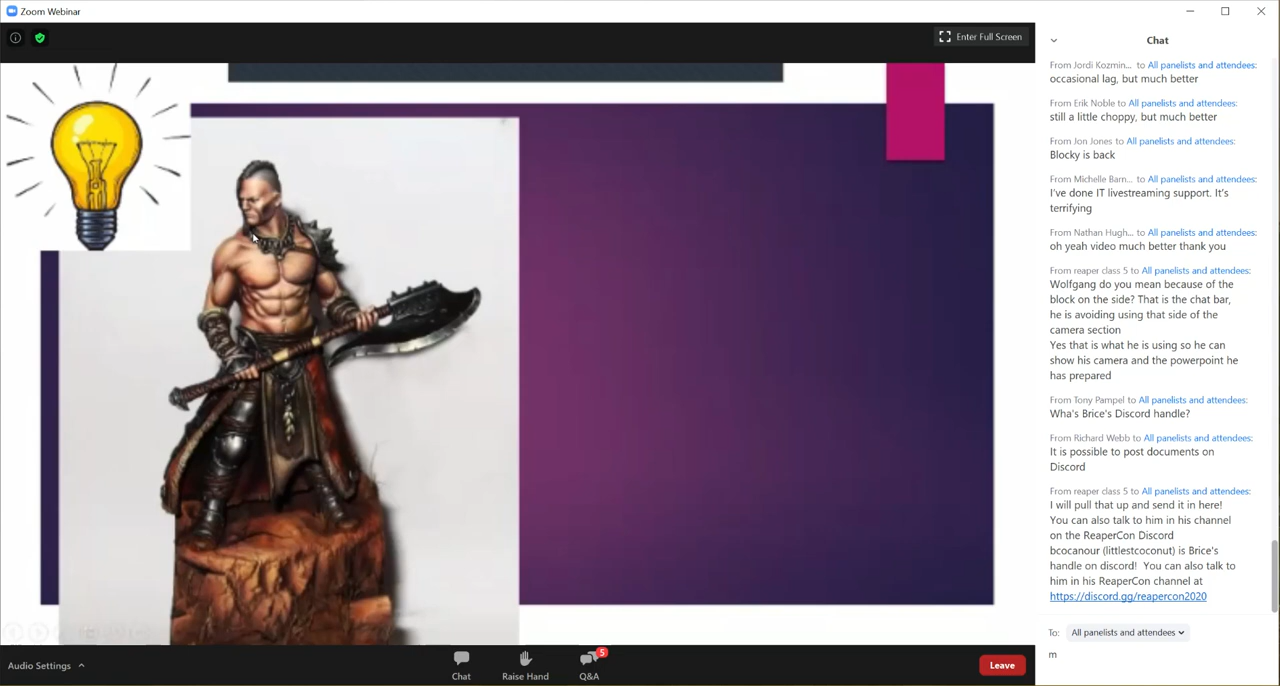 Zoom Webinar
Enter Full Screen
Chat
From Jordi Kozmin... to All panelists and attendees:
occasional lag, but much better
From Erik Noble to All panelists and attendees:
still a little choppy, but much better
From Jon Jones to All panelists and attendees:
Blocky is back
From Michelle Barn... to All panelists and attendees:
I've done IT livestreaming support. It's
terrifying
From Nathan Hugh... to All panelists and attendees:
oh yeah video much better thank you
From reaper class 5 to All panelists and attendees:
Wolfgang do you mean because of the
block on the side? That is the chat bar,
he is avoiding using that side of the
camera section
Yes that is what he is using so he can
show his camera and the powerpoint he
has prepared
From Tony Pampel to All panelists and attendees:
Wha's Brice's Discord handle?
From Richard Webb to All panelists and attendees:
It is possible to post documents on
Discord
From reaper class 5 to All panelists and attendees:
I will pull that up and send it in here!
You can also talk to him in his channel
on the ReaperCon Discord
bcocanour (littlestcoconut) is Brice's
handle on discord! You can also talk to
him in his ReaperCon channel at
https://discord.gg/reapercon2020
To: All panelists and attendees
m
Audio Settings
Chat
Raise Hand
5
Q&A
Leave